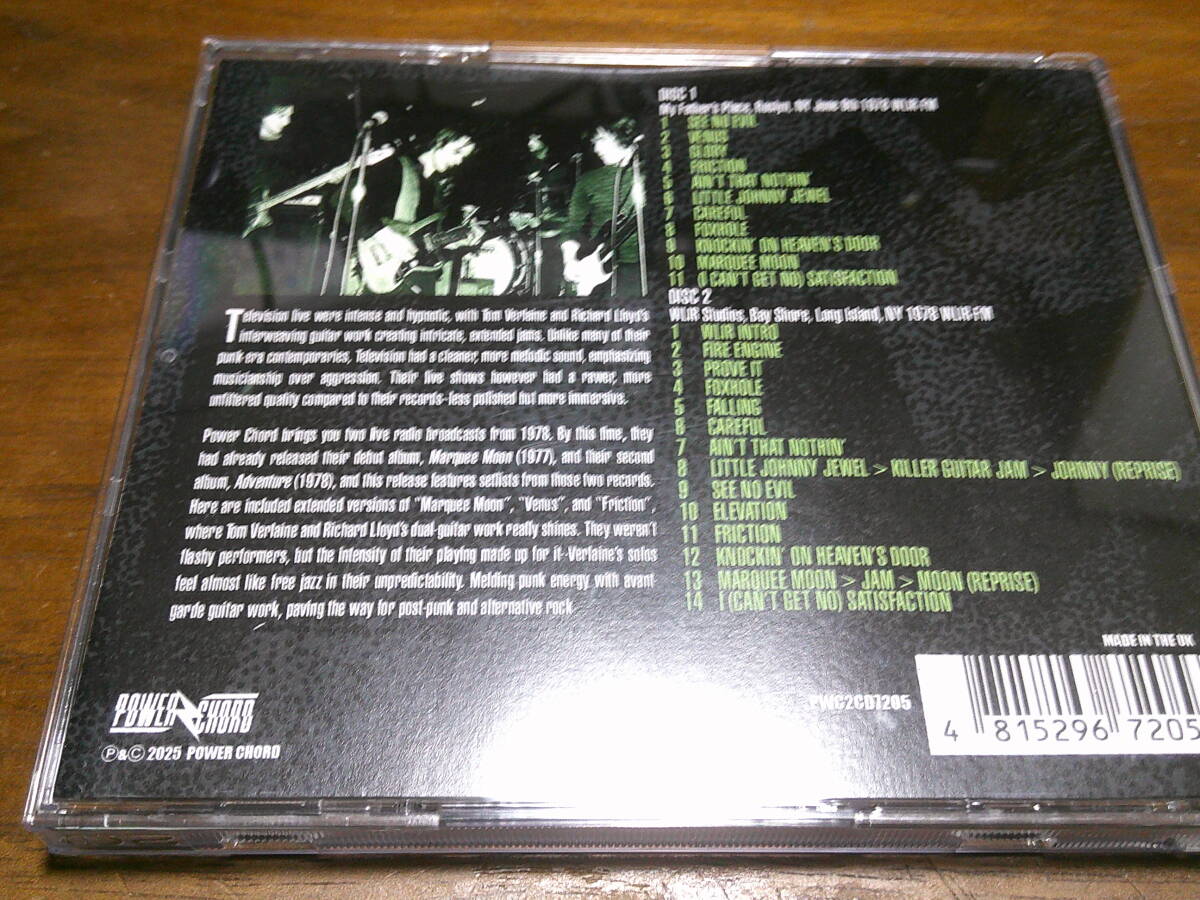 Television live were intense and hypnotic, with Tom Verlaine and Richard Lloyd's
interweaving guitar work creating intricate, extended jams. Unlike many of their
punk era contemporaries, Television had a cleaner, more melodic sound, emphasizing
musicianship over aggression. Their live shows however had a rawer, more
unfiltered quality compared to their records-less polished but more immersive.
Power Chord brings you two live radio broadcasts from 1978. By this time, they
had already released their debut album, Marquee Moon (1977), and their second
album, Adventure (1978), and this release features setlists from those two records.
Here are included extended versions of "Marquee Moon", "Venus", and "Friction",
where Tom Verlaine and Richard Lloyd's dual-guitar work really shines. They weren't
flashy performers, but the intensity of their playing made up for it-Verlaine's solos
feel almost like free jazz in their unpredictability. Melding punk energy with avant
garde guitar work, paving the way for post-punk and alternative rock
DISC 1
My Father's Place, Roslyn, NY June 1978 WLIR-FM
1 SEE NO EVIL
2 VENUS
3 GLORY
4 FRICTION
5 AIN'T THAT NOTHIN'
6 LITTLE JOHNNY JEWEL
7 CAREFUL
8 FOXHOLE
9 KNOCKIN' ON HEAVEN'S DOOR
10 MARQUEE MOON
11 (I CAN'T GET NO) SATISFACTION
DISC 2
WLIR Studios, Bay Shore, Long Island, NY 1978 WLIR-FM
1 WLIR INTRO
2 FIRE ENGINE
3 PROVE IT
4 FOXHOLE
5 FALLING
6 CAREFUL
7 AIN'T THAT NOTHIN'
8 LITTLE JOHNNY JEWEL > KILLER GUITAR JAM > JOHNNY (REPRISE)
9 SEE NO EVIL
10 ELEVATION
11 FRICTION
12 KNOCKIN' ON HEAVEN'S DOOR
13 MARQUEE MOON > JAM > MOON (REPRISE)
14 I (CAN'T GET NO) SATISFACTION
MADE IN THE UK
POWER CHORD
Ⓟ&© 2025 POWER CHORD
PWC2CD7205
4 815296 7205